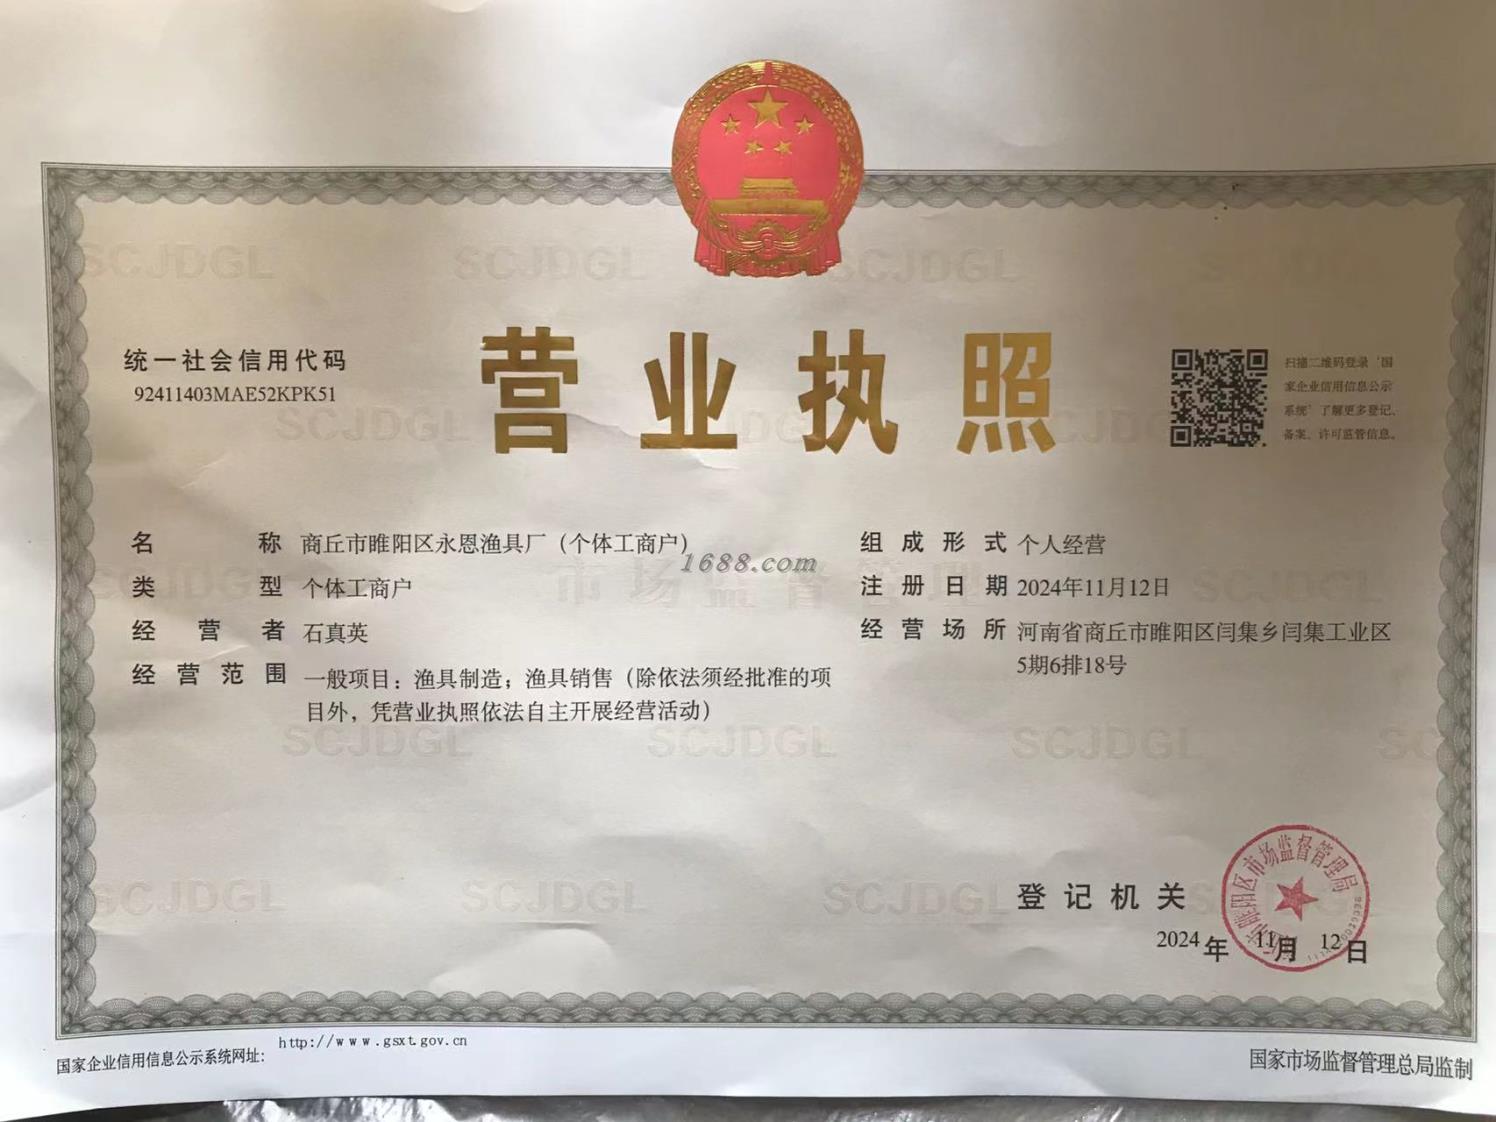 统一社会信用代码
92411403MAE52KPK51
营业执照
扫描二维码登录‘国
家企业信用信息公示
系统’了解更多登记、
备案、许可监管信息。
名称 商丘市睢阳区永恩渔具厂（个体工商户）
类型 个体工商户
经营者 石真英
经营范围 一般项目：渔具制造；渔具销售（除依法须经批准的项
目外，凭营业执照依法自主开展经营活动）
组成形式 个人经营
注册日期 2024年11月12日
经营场所 河南省商丘市睢阳区闫集乡闫集工业区
5期6排18号
1688.com
市场监督管理
SCJDGL
登记机关
2024年11月12日
国家企业信用信息公示系统网址：
http://www.gsxt.gov.cn
国家市场监督管理总局监制